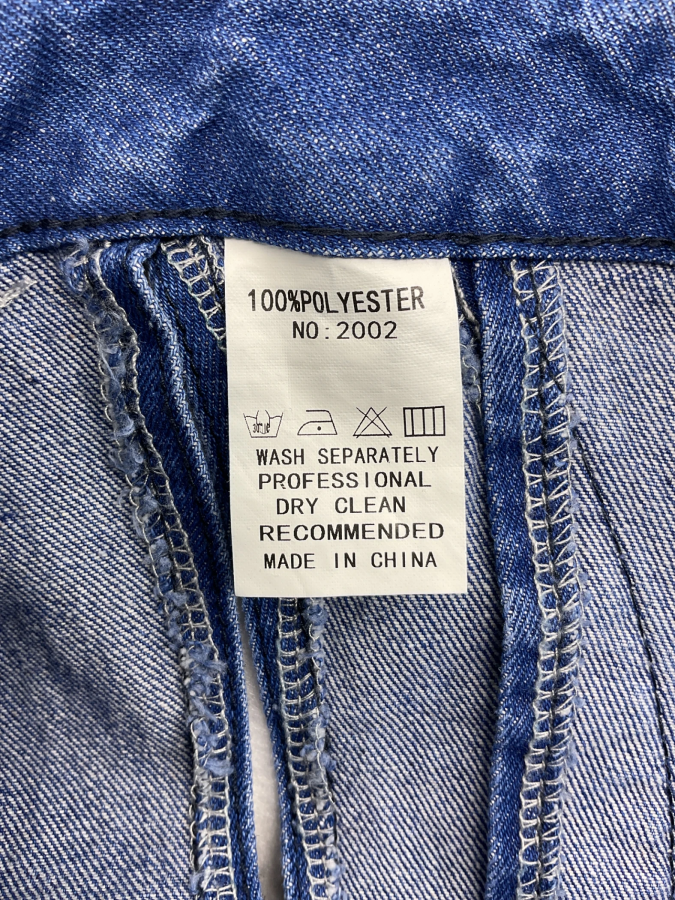 100%POLYESTER
NO:2002
WASH SEPARATELY
PROFESSIONAL
DRY CLEAN
RECOMMENDED
MADE IN CHINA